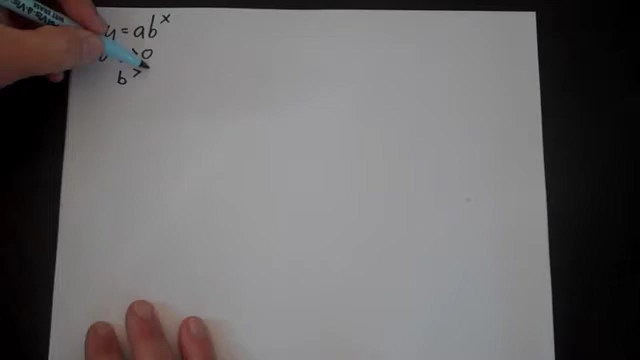 y = ab^x
> 0
b >